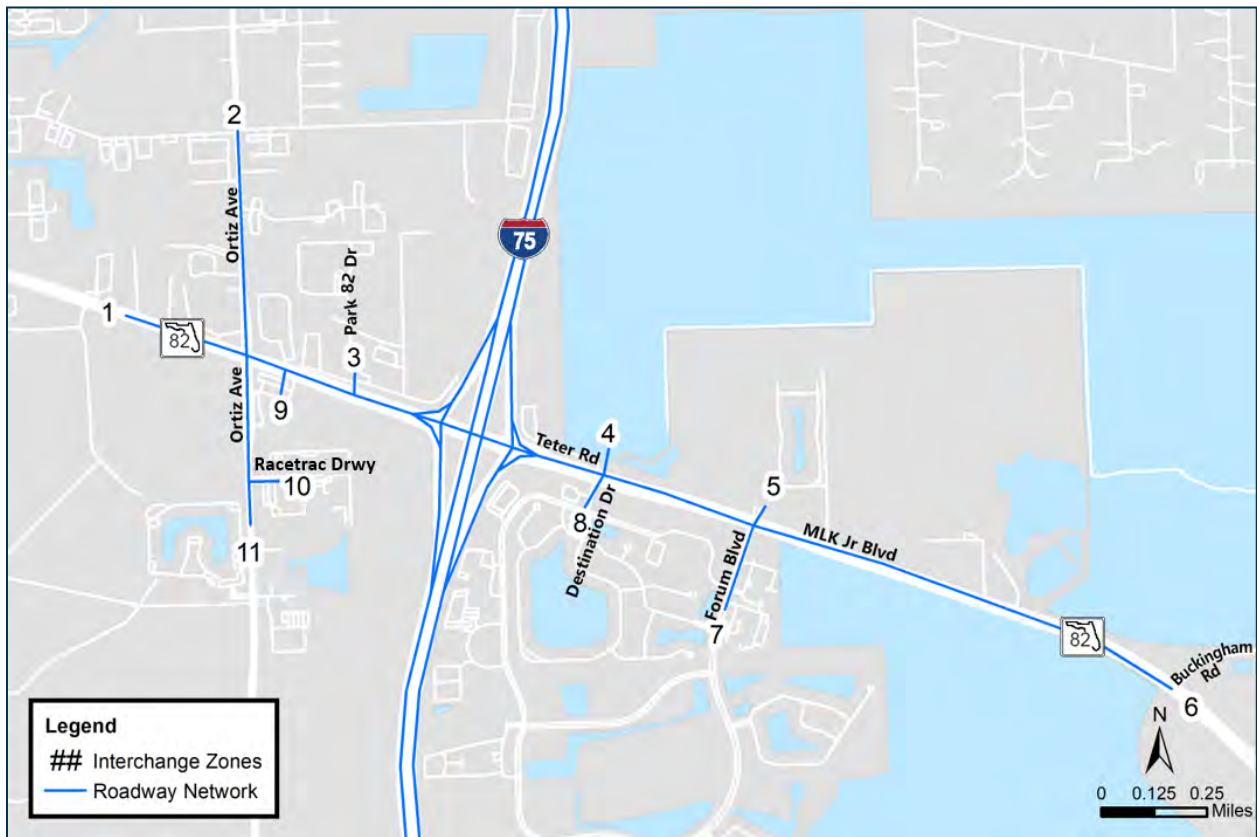 2
Ortiz Ave
75
Park 82 Dr
1
82
3
Ortiz Ave
9
4
Teter Rd
Racetrac Drwy
10
5
8
Destination Dr
MLK Jr Blvd
11
Forum Blvd
7
82
Buckingham
Rd
6
N
Legend
## Interchange Zones
Roadway Network
0 0.125 0.25
Miles